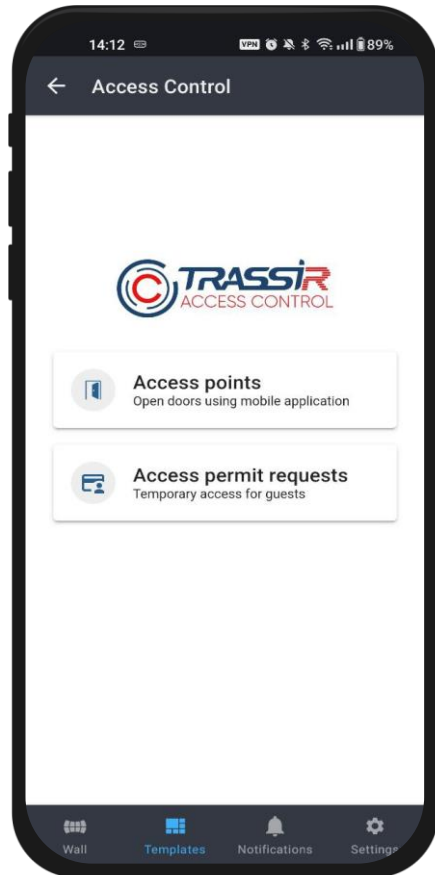 14:12 VPN 89%
Access Control
TRASSIR
ACCESS CONTROL
Access points
Open doors using mobile application
Access permit requests
Temporary access for guests
Wall Templates Notifications Settings